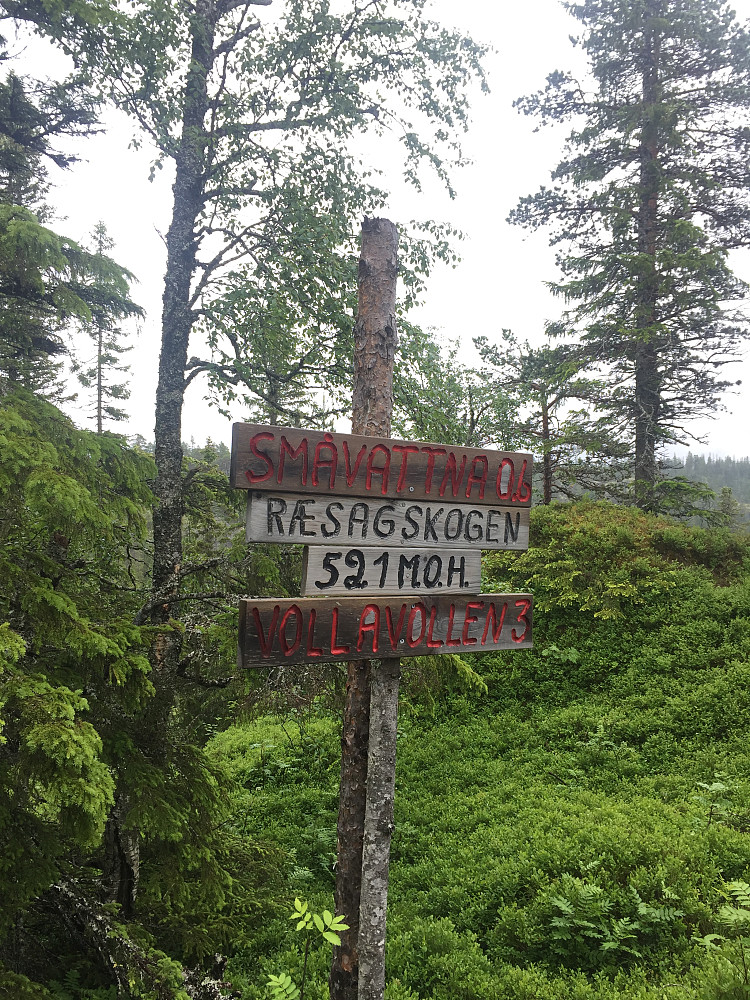 SMÅVATTNA 0.6
RÆSAGSKOGEN
521 M.O.H.
VOLLAVOLLEN 3